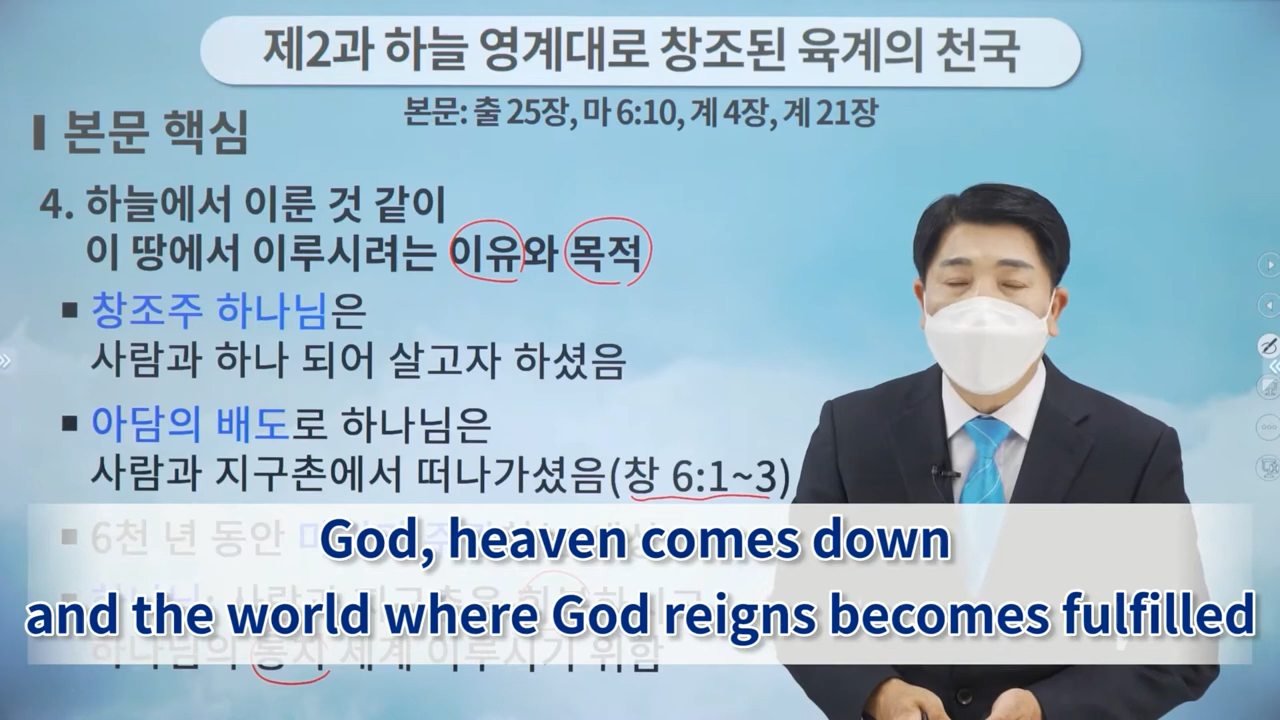 제2과 하늘 영계대로 창조된 육계의 천국
본문: 출 25장, 마 6:10, 계 4장, 계 21장
본문 핵심
4. 하늘에서 이룬 것 같이
이 땅에서 이루시려는 이유와 목적
▪ 창조주 하나님은
사람과 하나 되어 살고자 하셨음
▪ 아담의 배도로 하나님은
사람과 지구촌에서 떠나가셨음(창 6:1~3)
▪ 6천 년 동안
God, heaven comes down
and the world where God reigns becomes fulfilled
하나님의 통치 세계 이루시기 위함